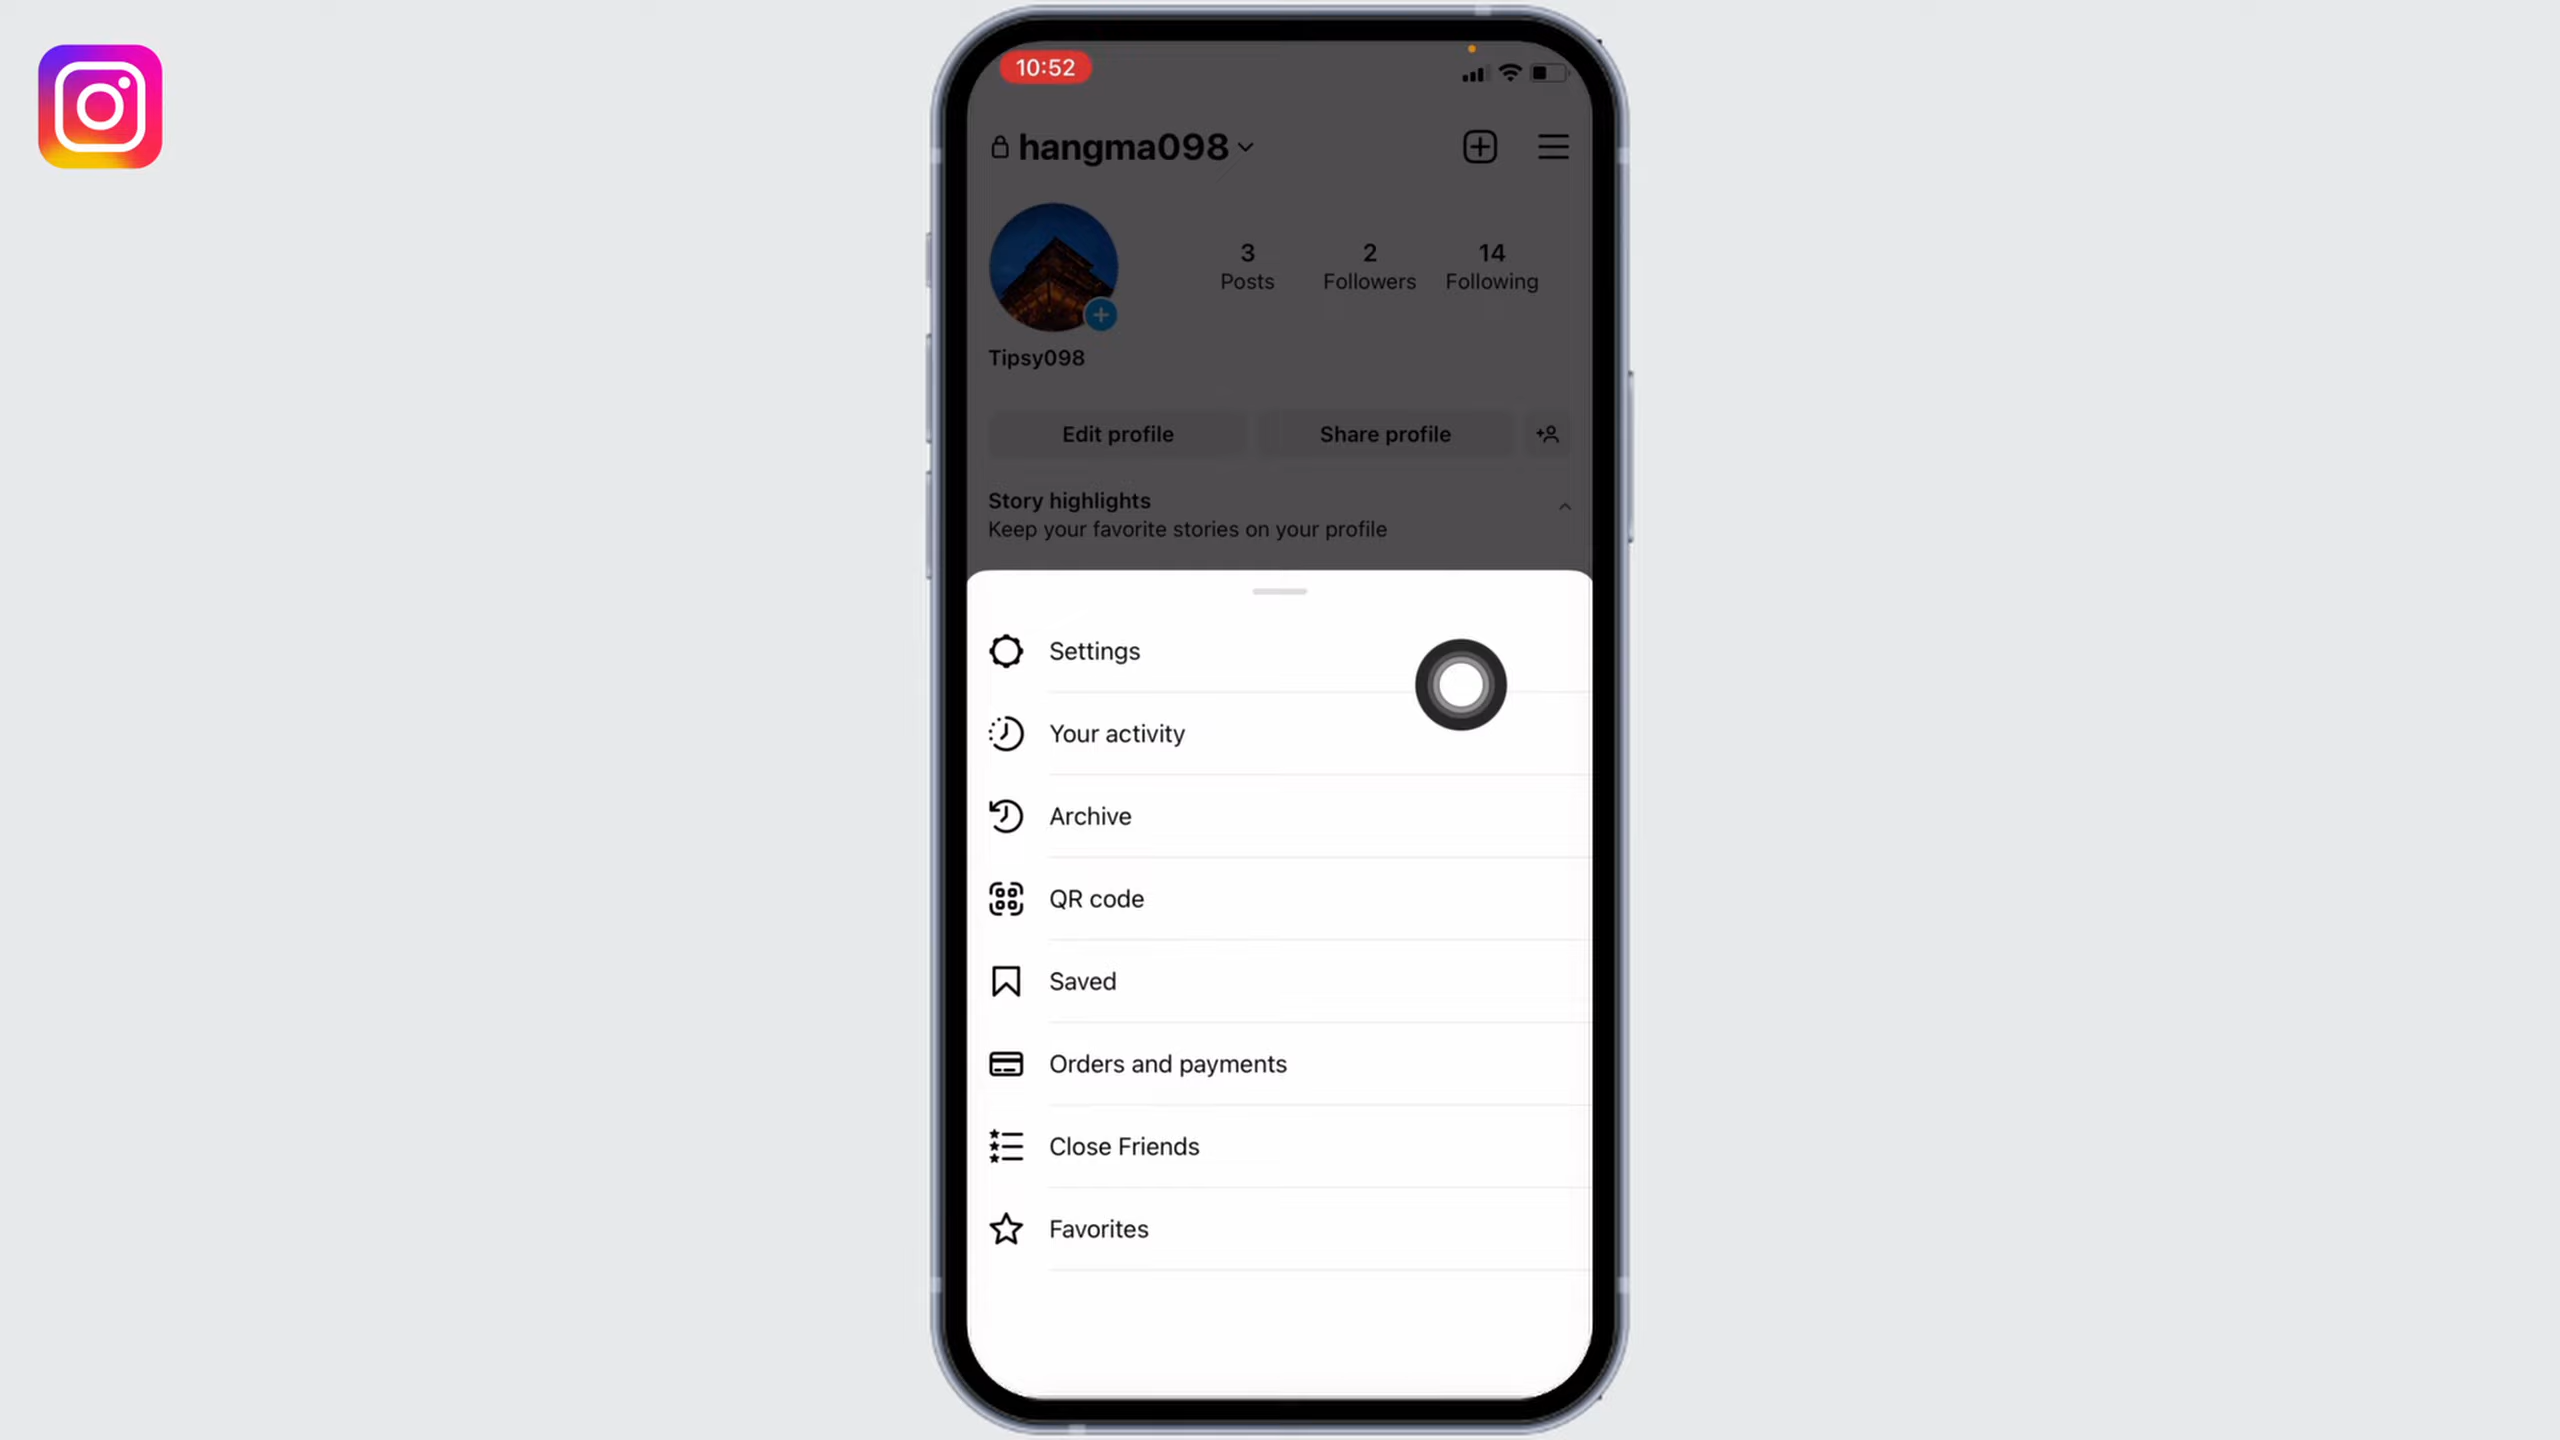 10:52
hangma098
3 2 14
Posts Followers Following
Tipsy098
Edit profile Share profile
Story highlights
Keep your favorite stories on your profile
Settings
Your activity
Archive
QR code
Saved
Orders and payments
Close Friends
Favorites